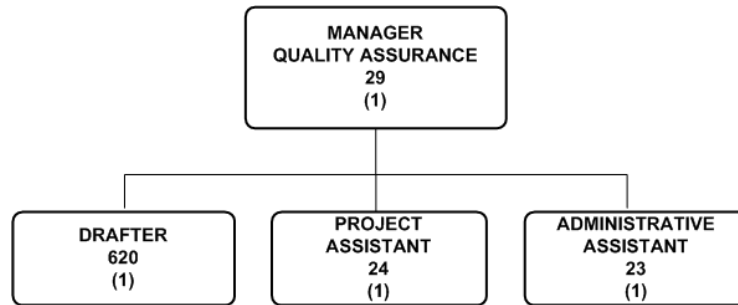 MANAGER
QUALITY ASSURANCE
29
(1)
DRAFTER
620
(1)
PROJECT
ASSISTANT
24
(1)
ADMINISTRATIVE
ASSISTANT
23
(1)